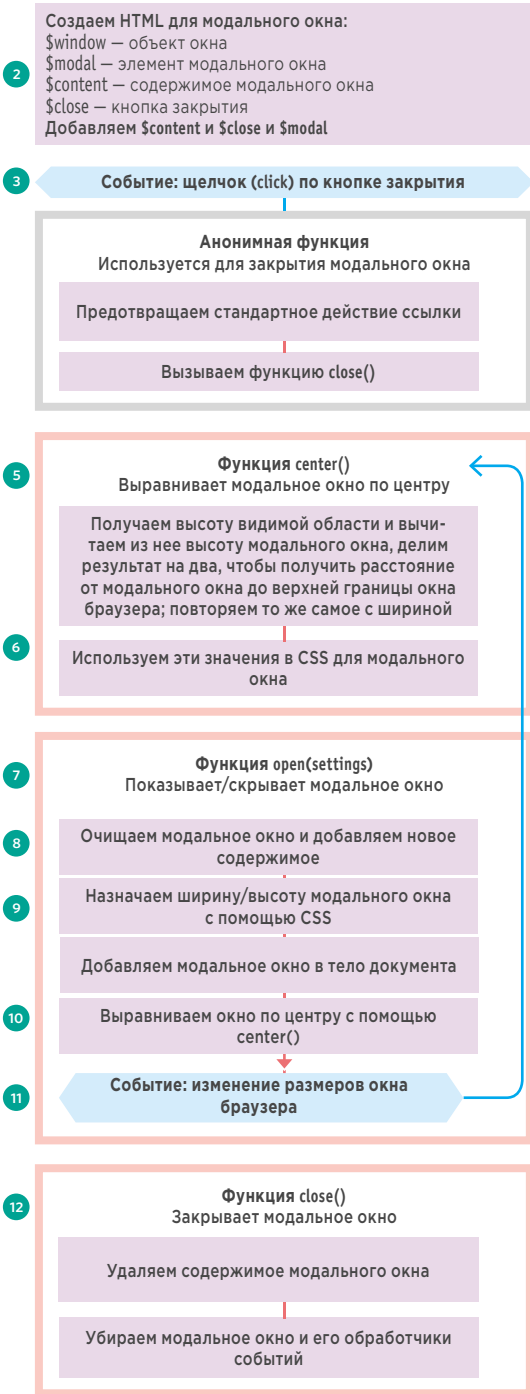 Создаем HTML для модального окна:
$window — объект окна
$modal — элемент модального окна
2
$content — содержимое модального окна
$close — кнопка закрытия
Добавляем $content и $close и $modal
3
Событие: щелчок (click) по кнопке закрытия
Анонимная функция
Используется для закрытия модального окна
Предотвращаем стандартное действие ссылки
Вызываем функцию close()
5
Функция center()
Выравнивает модальное окно по центру
Получаем высоту видимой области и вычи-
таем из нее высоту модального окна, делим
результат на два, чтобы получить расстояние
от модального окна до верхней границы окна
браузера; повторяем то же самое с шириной
6
Используем эти значения в CSS для модального
окна
7
Функция open(settings)
Показывает/скрывает модальное окно
8
Очищаем модальное окно и добавляем новое
содержимое
9
Назначаем ширину/высоту модального окна
с помощью CSS
Добавляем модальное окно в тело документа
10
Выравниваем окно по центру с помощью
center()
11
Событие: изменение размеров окна
браузера
12
Функция close()
Закрывает модальное окно
Удаляем содержимое модального окна
Убираем модальное окно и его обработчики
событий